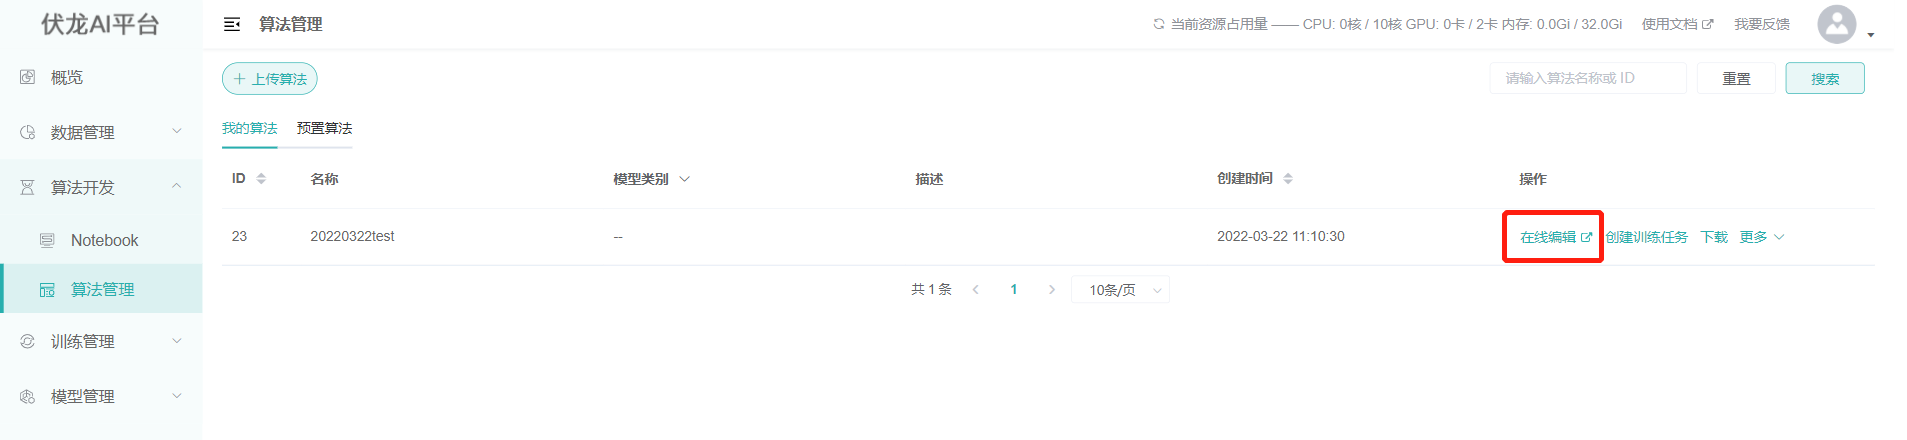 伏龙AI平台
算法管理
当前资源占用量 —— CPU: 0核 / 10核 GPU: 0卡 / 2卡 内存: 0.0Gi / 32.0Gi
使用文档
我要反馈
概览
数据管理
算法开发
Notebook
算法管理
训练管理
模型管理
上传算法
请输入算法名称或 ID
重置
搜索
我的算法 预置算法
ID 名称 模型类别 描述 创建时间 操作
23 20220322test -- 2022-03-22 11:10:30 在线编辑 创建训练任务 下载 更多
共 1 条 1 10条/页